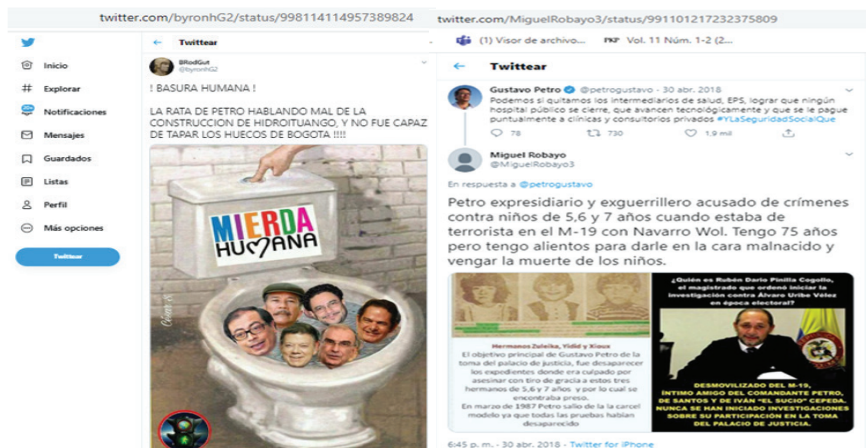 twitter.com/byronhG2/status/998114114957389824
Twittear
Inicio
Explorar
20+
Notificaciones
Mensajes
Guardados
Listas
Perfil
Más opciones
Twittear
BRodGut
@byronhG2
! BASURA HUMANA !
LA RATA DE PETRO HABLANDO MAL DE LA
CONSTRUCCION DE HIDROITUANGO, Y NO FUE CAPAZ
DE TAPAR LOS HUECOS DE BOGOTA !!!!
MIERDA
HUMANA
twitter.com/MiguelRobayo3/status/991101217232375809
(1) Visor de archivo...
PKP
Vol. 11 Núm. 1-2 (2...
Twittear
Gustavo Petro @petrogustavo · 30 abr. 2018
Podemos si quitamos los intermediarios de salud, EPS, lograr que ningún
hospital público se cierre, que avancen tecnológicamente y que se le pague
puntualmente a clínicas y consultorios privados #YLaSeguridadSocialQue
78
730
1,9 mil
Miguel Robayo
@MiguelRobayo3
En respuesta a @petrogustavo
Petro expresidiario y exguerrillero acusado de crímenes
contra niños de 5,6 y 7 años cuando estaba de
terrorista en el M-19 con Navarro Wol. Tengo 75 años
pero tengo alientos para darle en la cara malnacido y
vengar la muerte de los niños.
Hermanos Zuleika, Yidid y Xioux
El objetivo principal de Gustavo Petro de la
toma del palacio de justicia, fue desaparecer
los expedientes donde era culpado por
asesinar con tiro de gracia a estos tres
hermanos de 5,6 y 7 años y por lo cual se
encontraba preso.
En marzo de 1987 Petro salio de la carcel
modelo ya que todas las pruebas habian
desaparecido
¿Quién es Rubén Darío Pinilla Cogollo,
el magistrado que ordenó iniciar la
investigación contra Álvaro Uribe Vélez
en época electoral?
DESMOVILIZADO DEL M-19,
ÍNTIMO AMIGO DEL COMANDANTE PETRO,
DE SANTOS Y DE IVÁN "EL SUCIO" CEPEDA.
NUNCA SE HAN INICIADO INVESTIGACIONES
SOBRE SU PARTICIPACIÓN EN LA TOMA
DEL PALACIO DE JUSTICIA.
6:45 p. m. · 30 abr. 2018 · Twitter for iPhone